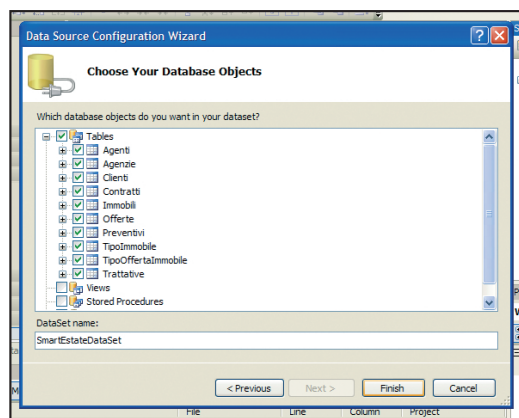 Data Source Configuration Wizard
Choose Your Database Objects
Which database objects do you want in your dataset?
Tables
Agenti
Agenzie
Clienti
Contratti
Immobili
Offerte
Preventivi
TipoImmobile
TipoOffertaImmobile
Trattative
Views
Stored Procedures
DataSet name:
SmartEstateDataSet
< Previous
Next >
Finish
Cancel
File
Line
Column
Project